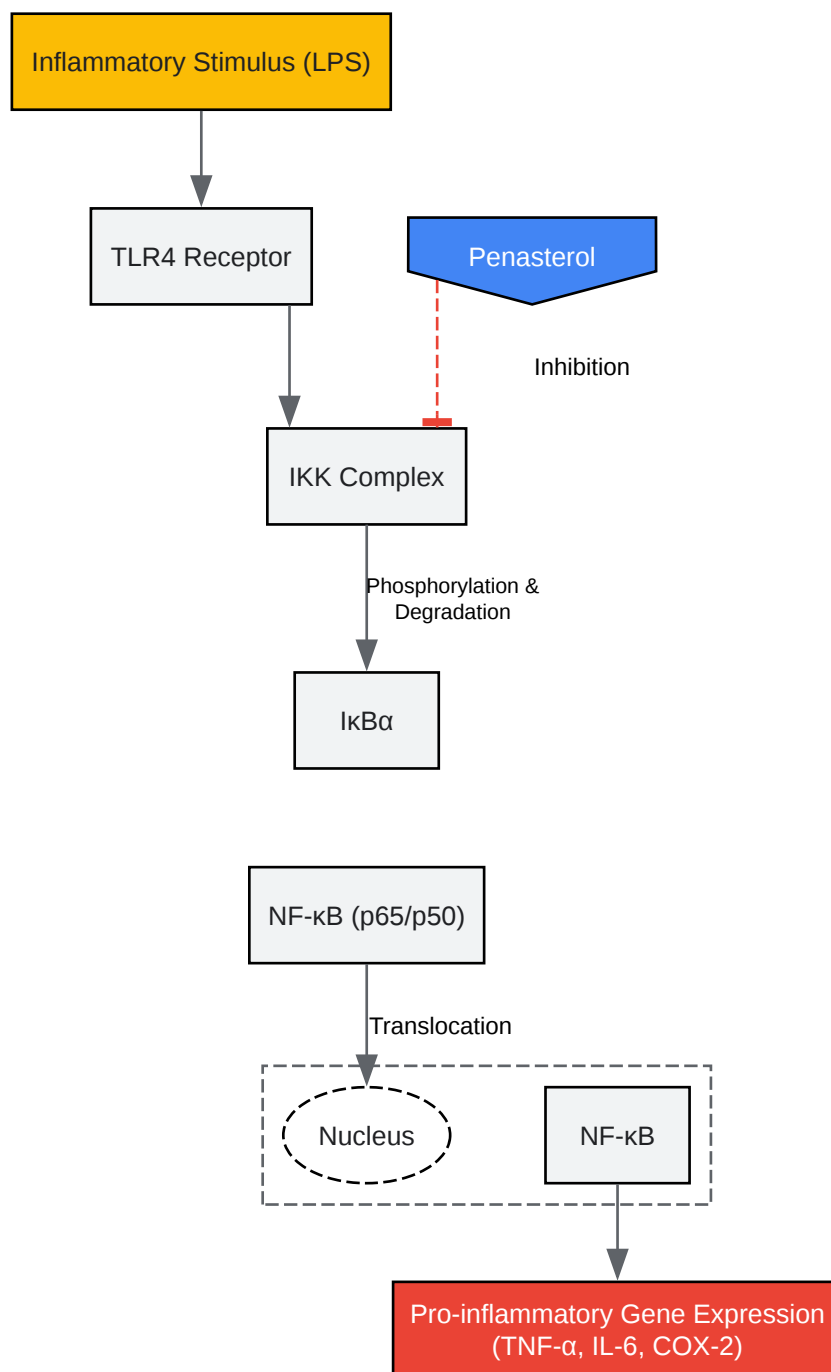 Inflammatory Stimulus (LPS)
TLR4 Receptor
Penasterol
Inhibition
IKK Complex
Phosphorylation &
Degradation
IκBα
NF-κB (p65/p50)
Translocation
Nucleus
NF-κB
Pro-inflammatory Gene Expression
(TNF-α, IL-6, COX-2)